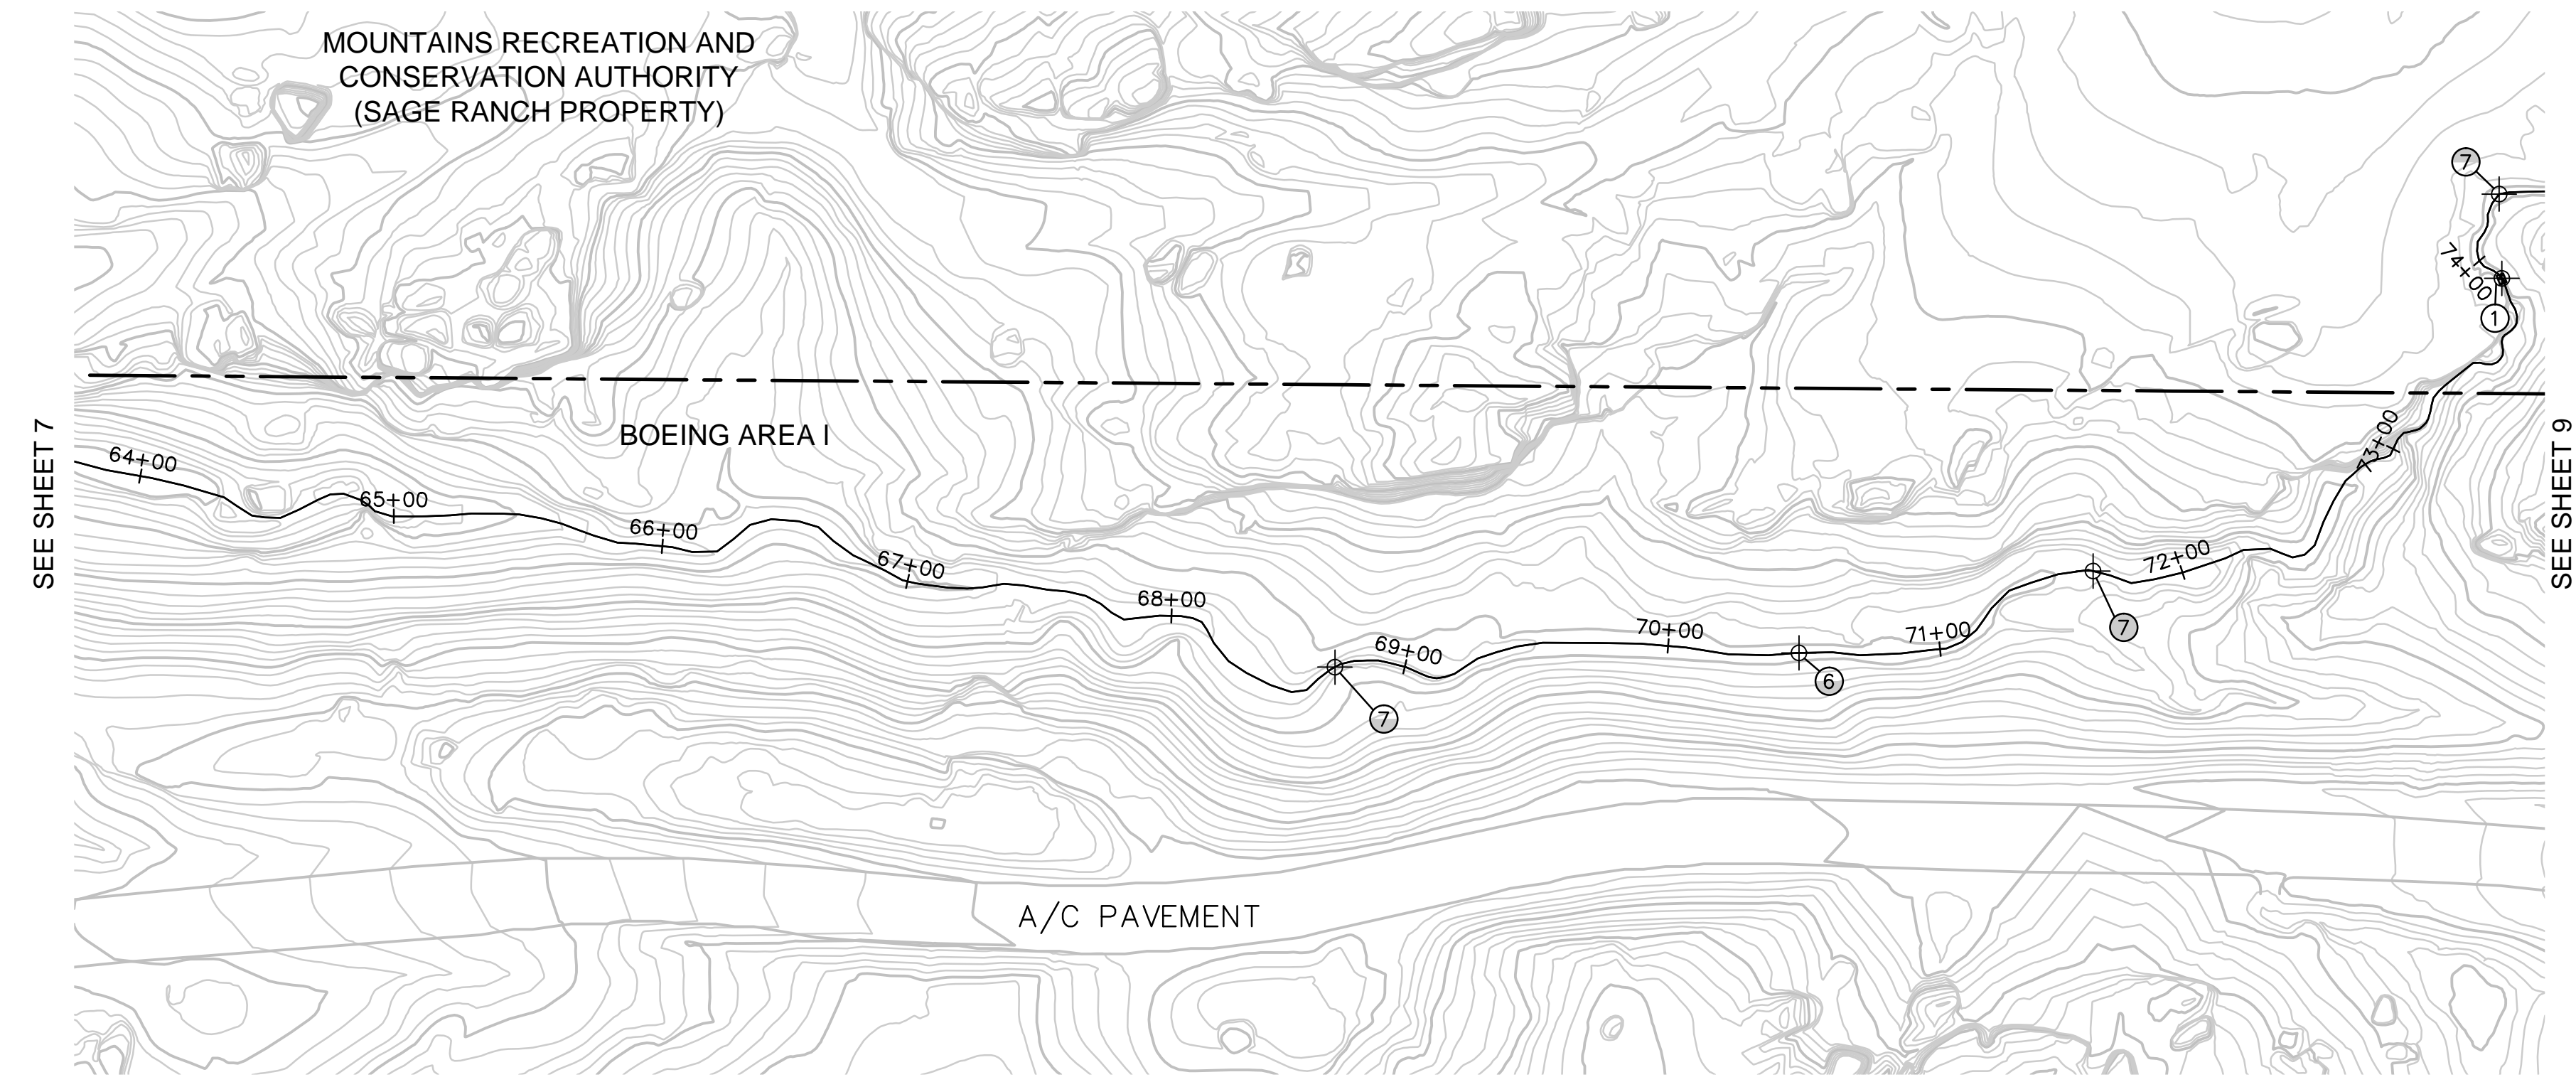 MOUNTAINS RECREATION AND
CONSERVATION AUTHORITY
(SAGE RANCH PROPERTY)
7
74+00
1
BOEING AREA I
SEE SHEET 7
SEE SHEET 9
64+00
65+00
66+00
67+00
68+00
69+00
70+00
71+00
72+00
73+00
7
6
7
A/C PAVEMENT